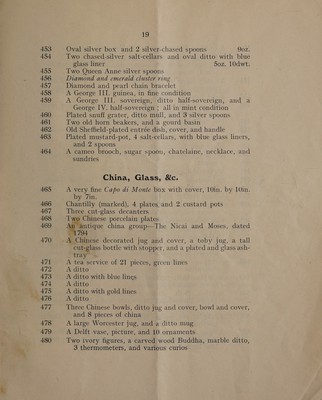 19
453 Oval silver box and 2 silver-chased spoons 9oz.
454 Two chased-silver salt-cellars and oval ditto with blue
glass liner. 5oz. 10dwt.
455 Two Queen Anne silver spoons
456 Diamond and emerald cluster ring
457 Diamond and pearl chain bracelet
458 A George III. guinea, in fine condition
459 A George III. sovereign, ditto half-sovereign, and a
George IV. half-sovereign; all in mint condition
460 Plated snuff grater, ditto mull, and 3 silver spoons
461 Two old horn beakers, and a gourd basin
462 Old Sheffield-plated entrée dish, cover, and handle
463 Plated mustard-pot, 4 salt-cellars, with blue glass liners,
and 2 spoons
464 A cameo brooch, sugar spoon, chatelaine, necklace, and
sundries
China, Glass, &c.
465 A very fine Capo di Monte box with cover, 10in. by 10in.
by 7in.
466 Chantilly (marked), 4 plates, and 2 custard pots
467 Three cut-glass decanters
468 Two Chinese porcelain plates
469 An antique china group—The Nicai and Moses, dated
1794
470 A Chinese decorated jug and cover, a toby jug, a tall
cut-glass bottle with stopper, and a plated and glass ash-
tray
471 A tea service of 21 pieces, green lines
472 A ditto
473 A ditto with blue lines
474 A ditto
475 A ditto with gold lines
476 A ditto
477 Three Chinese bowls, ditto jug and cover, bowl and cover,
and 8 pieces of china
478 A large Worcester jug, and a ditto mug
479 A Delft vase, picture, and 10 ornaments
480 Two ivory figures, a carved wood Buddha, marble ditto,
3 thermometers, and various curios